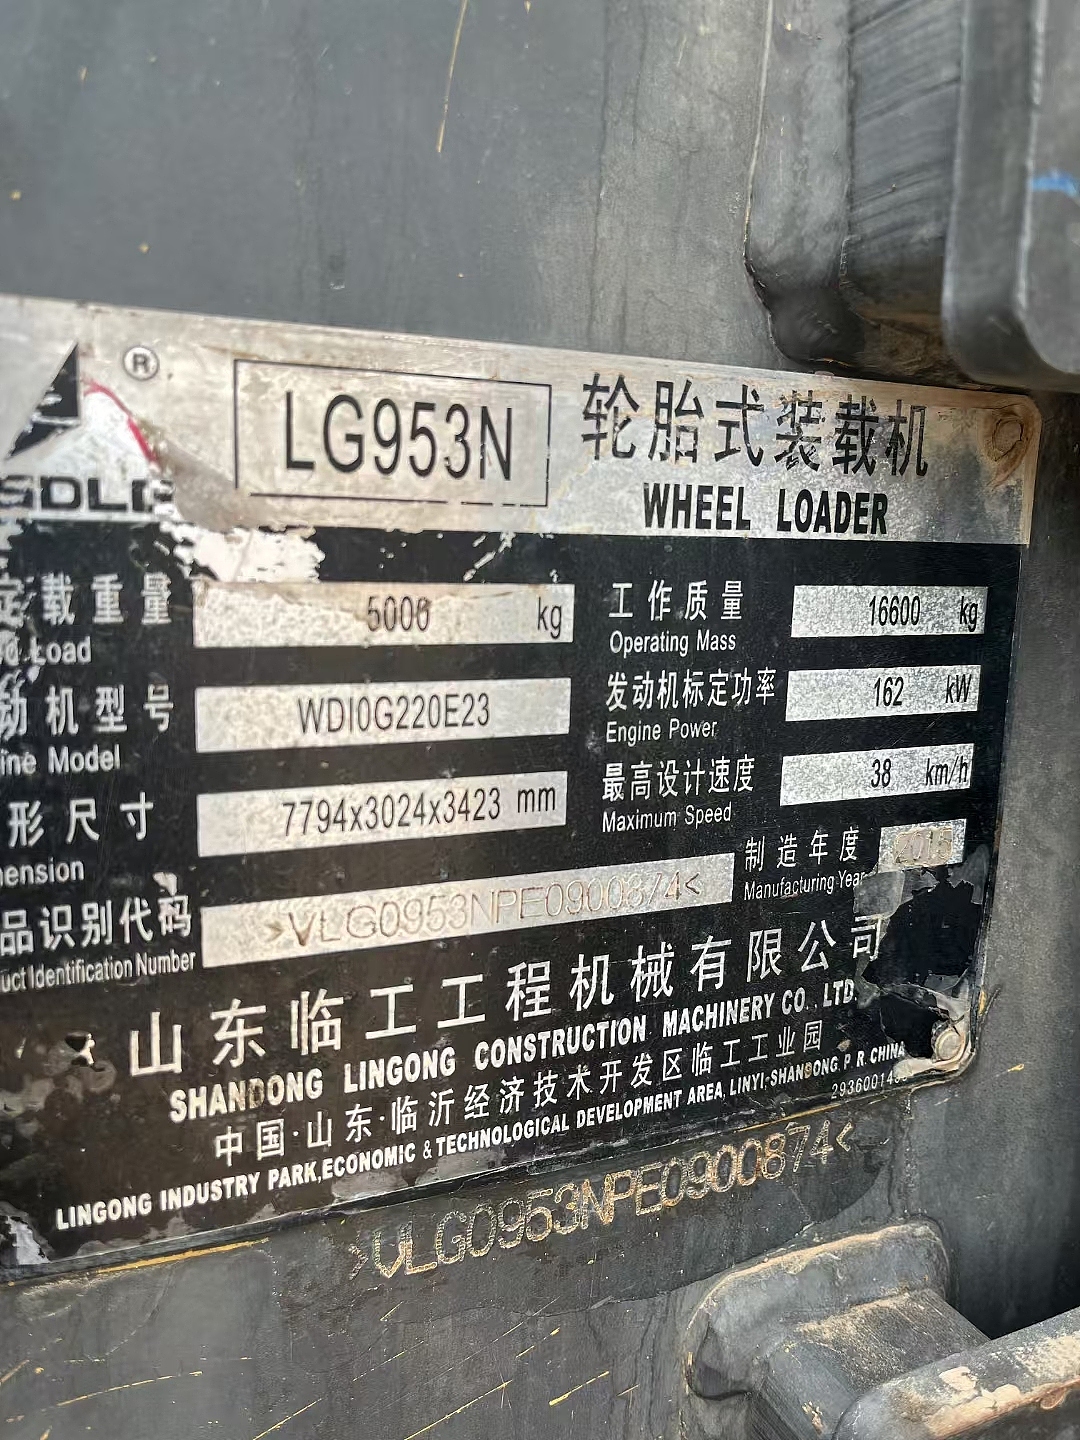 ®
SDLG
LG953N
轮胎式装载机
WHEEL LOADER
定载重量 5000 kg
Load
工作质量 16600 kg
Operating Mass
动机型号 WD10G220E23
ine Model
发动机标定功率 162 kW
Engine Power
形尺寸 7794x3024x3423 mm
ension
最高设计速度 38 km/h
Maximum Speed
品识别代码 >VLG0953NPE0900874<
uct Identification Number
制造年度
Manufacturing Year
山东临工工程机械有限公司
SHANDONG LINGONG CONSTRUCTION MACHINERY CO., LTD.
中国·山东·临沂经济技术开发区临工工业园
LINGONG INDUSTRY PARK,ECONOMIC & TECHNOLOGICAL DEVELOPMENT AREA, LINYI,SHANDONG, P. R. CHINA
>VLG0953NPE0900874<